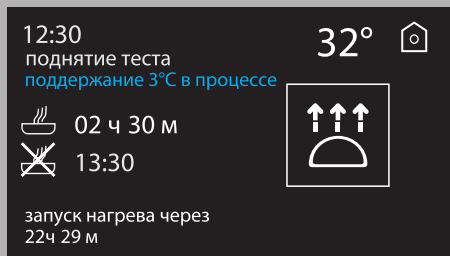 12:30
32°
поднятие теста
поддержание 3°C в процессе
02 ч 30 м
13:30
запуск нагрева через
22ч 29 м